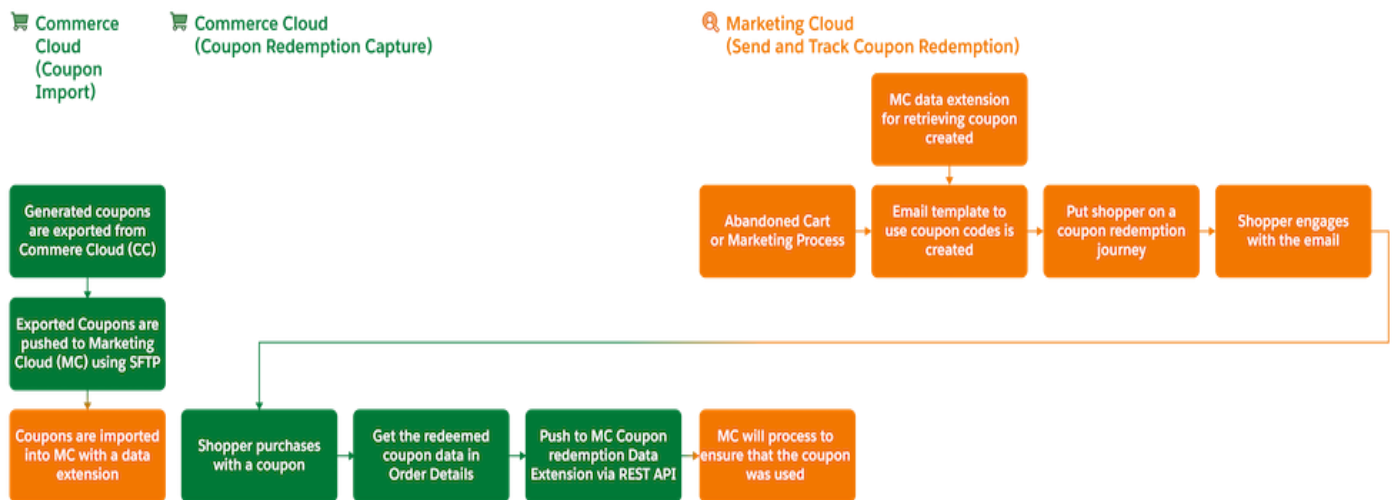 Commerce
Cloud
(Coupon
Import)
Commerce Cloud
(Coupon Redemption Capture)
Marketing Cloud
(Send and Track Coupon Redemption)
MC data extension
for retrieving coupon
created
Generated coupons
are exported from
Commere Cloud (CC)
Abandoned Cart
or Marketing Process
Email template to
use coupon codes is
created
Put shopper on a
coupon redemption
journey
Shopper engages
with the email
Exported Coupons are
pushed to Marketing
Cloud (MC) using SFTP
Coupons are imported
into MC with a data
extension
Shopper purchases
with a coupon
Get the redeemed
coupon data in
Order Details
Push to MC Coupon
redemption Data
Extension via REST API
MC will process to
ensure that the coupon
was used